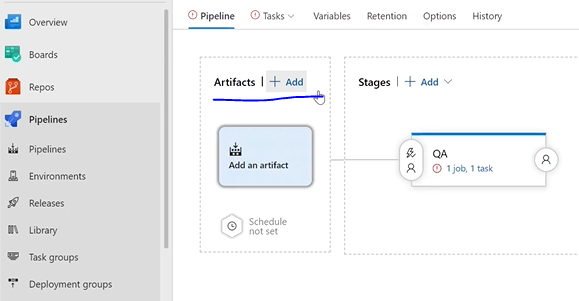 Overview
Boards
Repos
Pipelines
Pipelines
Environments
Releases
Library
Task groups
Deployment groups
Pipeline Tasks Variables Retention Options History
Artifacts | + Add
Stages | + Add
Add an artifact
Schedule
not set
QA
1 job, 1 task